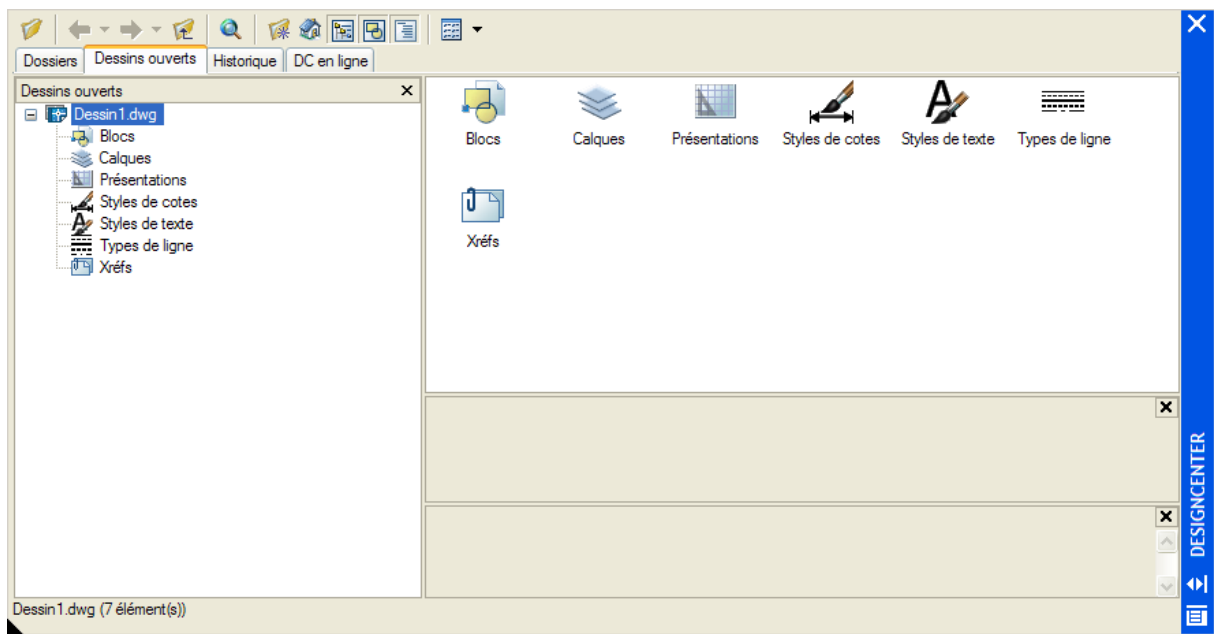 Dossiers Dessins ouverts Historique DC en ligne
Dessins ouverts
Dessin1.dwg
Blocs
Calques
Présentations
Styles de cotes
Styles de texte
Types de ligne
Xréfs
Blocs Calques Présentations Styles de cotes Styles de texte Types de ligne
Xréfs
DESIGNCENTER
Dessin1.dwg (7 élément(s))